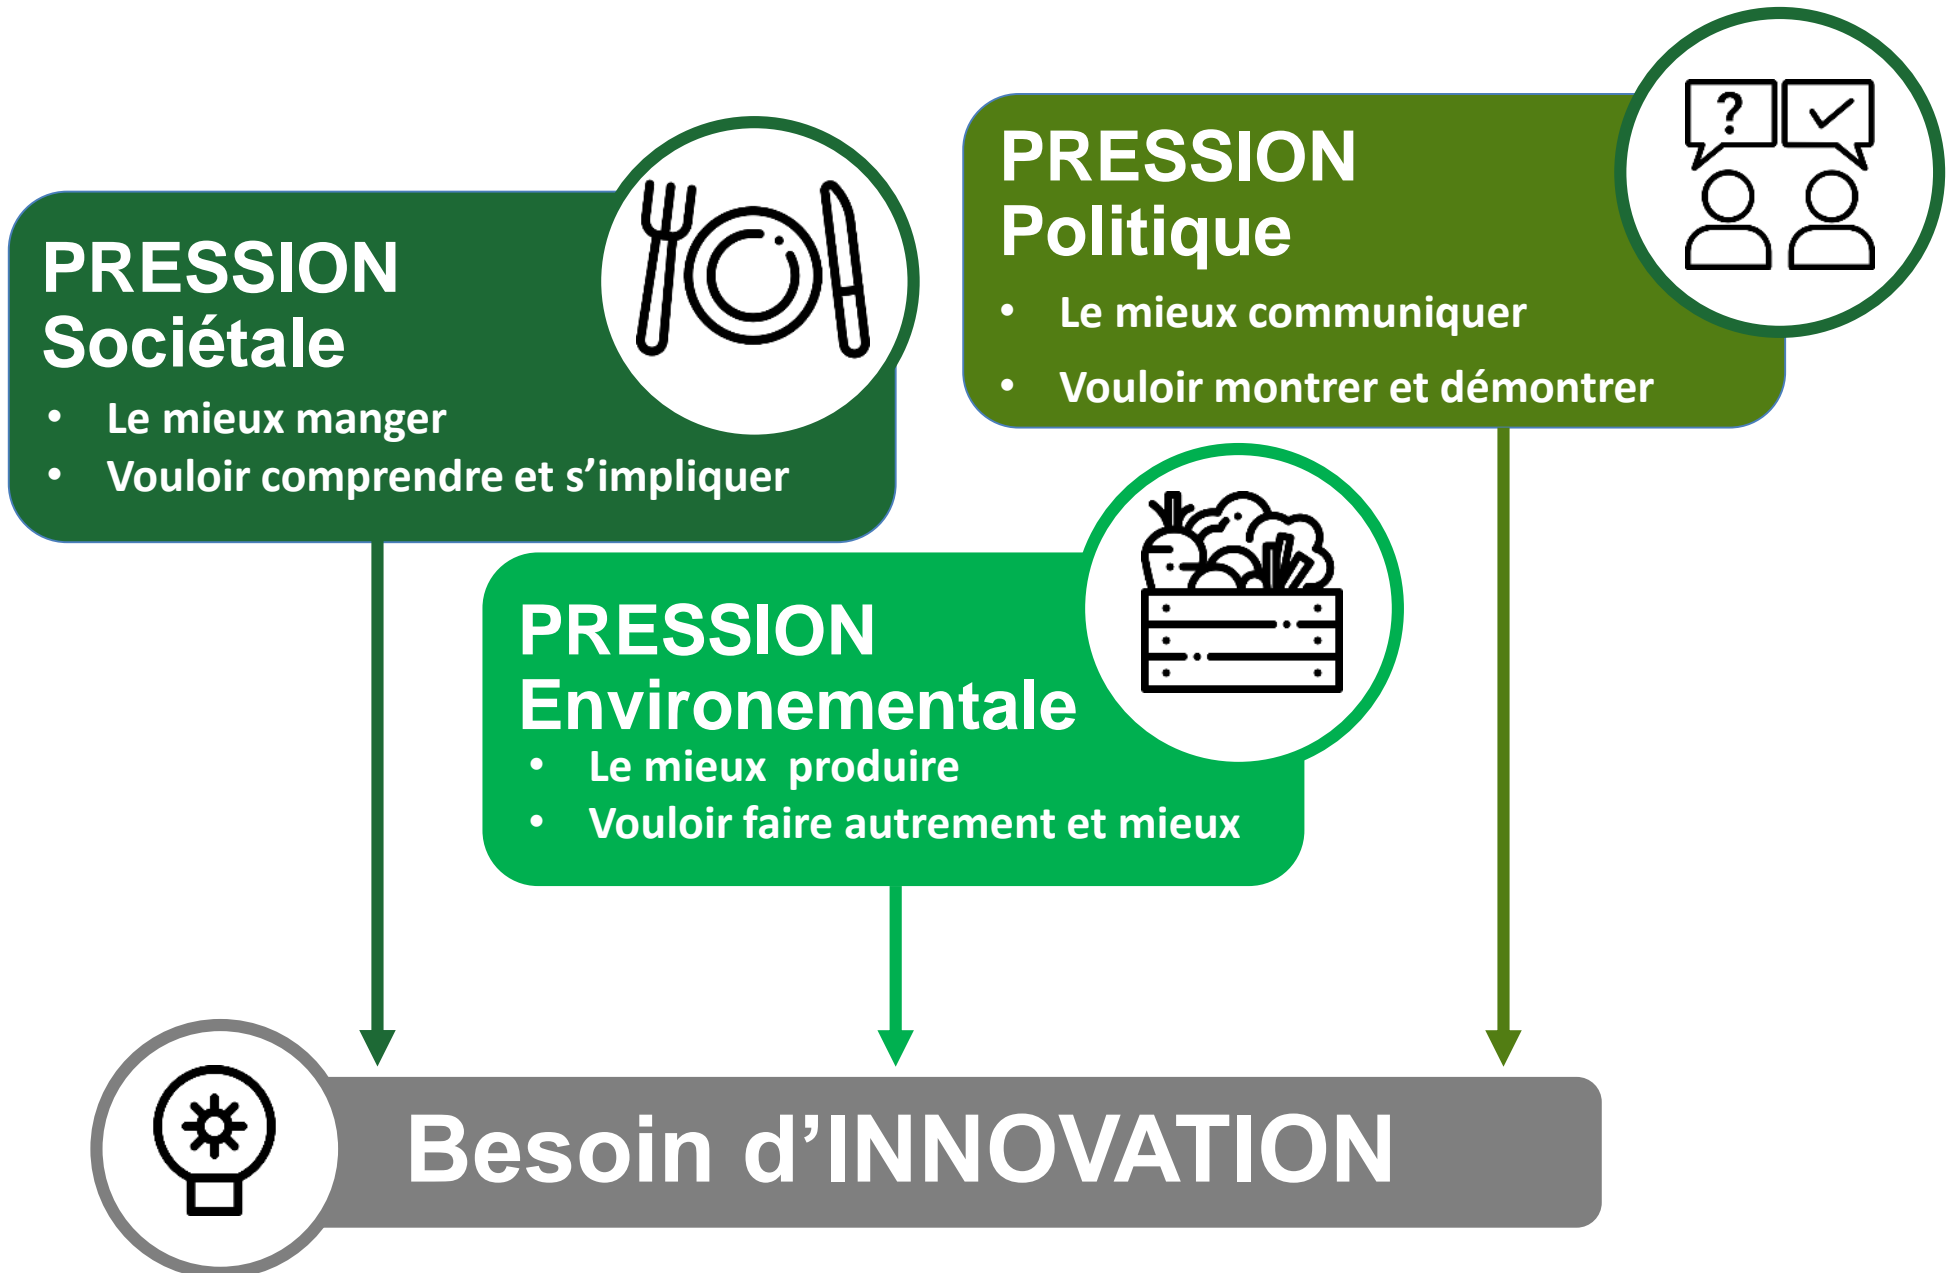 PRESSION
Sociétale
• Le mieux manger
• Vouloir comprendre et s’impliquer
PRESSION
Politique
• Le mieux communiquer
• Vouloir montrer et démontrer
PRESSION
Environementale
• Le mieux  produire
• Vouloir faire autrement et mieux
?
Besoin d’INNOVATION